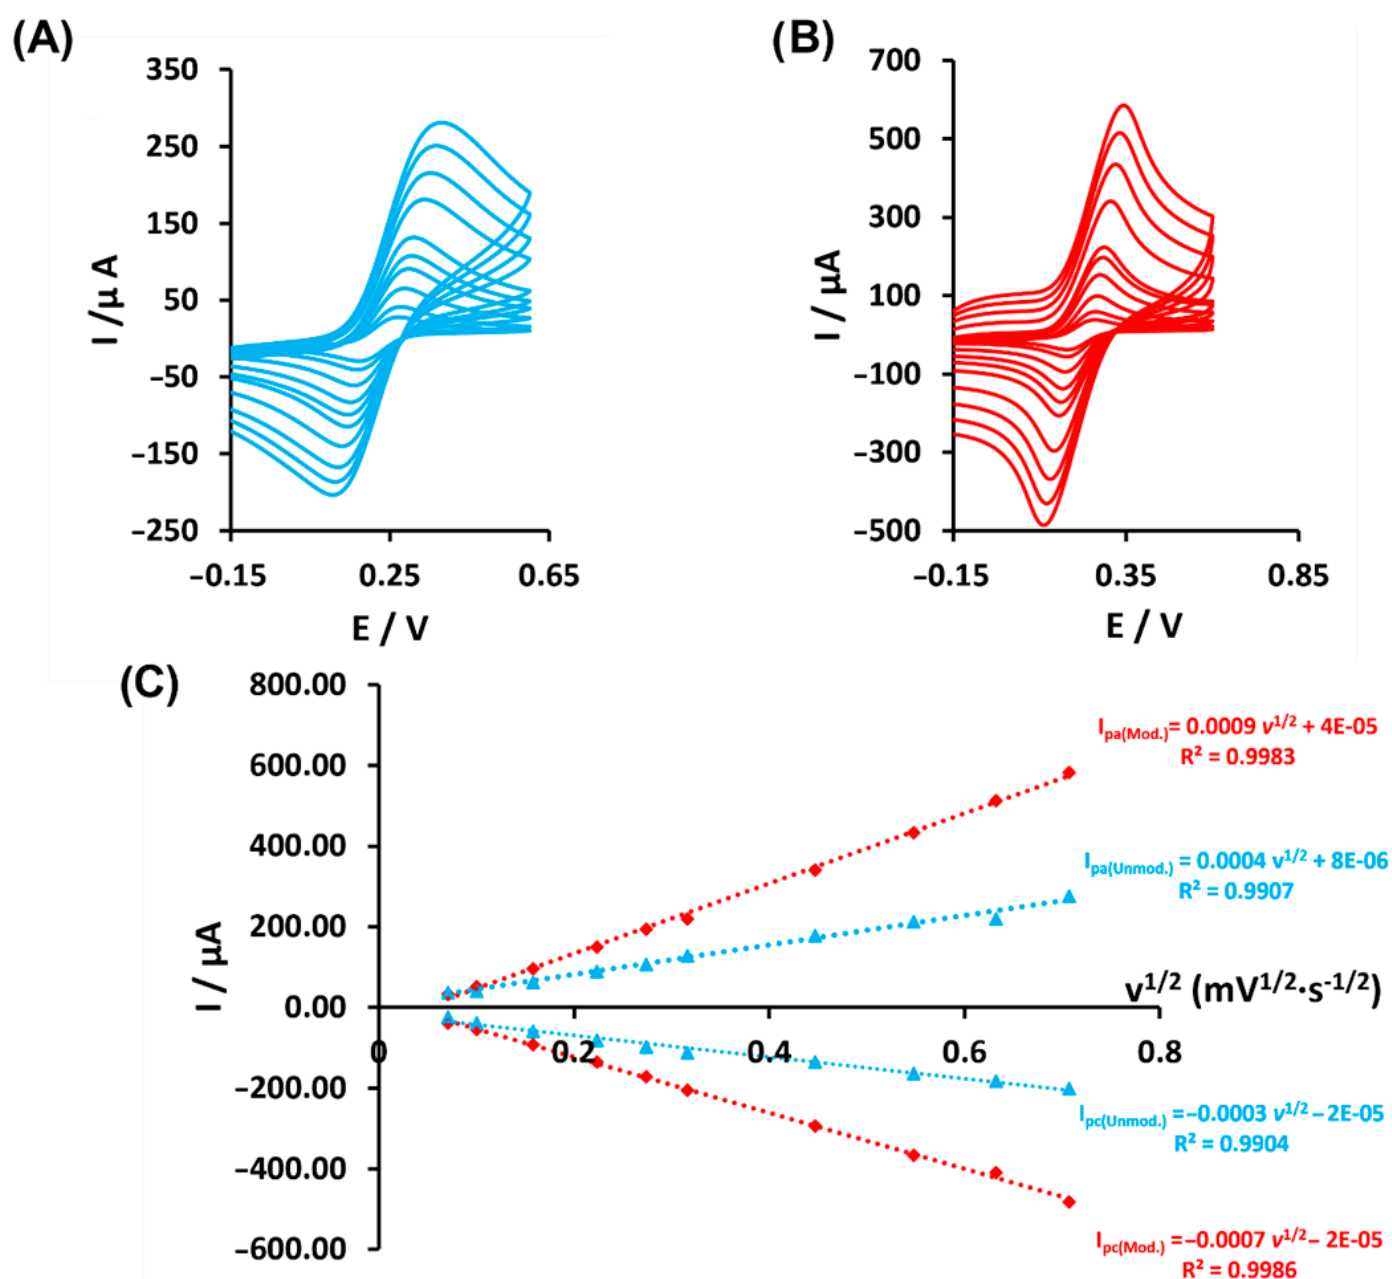 (A)
350
250
150
50
−50
−150
−250
I /µ A
−0.15 0.25 0.65
E / V
(B)
700
500
300
100
−100
−300
−500
I / µA
−0.15 0.35 0.85
E / V
(C)
800.00
600.00
400.00
200.00
0.00
−200.00
−400.00
−600.00
I / µA
0 0.2 0.4 0.6 0.8
v1/2 (mV1/2·s-1/2)
Ipa(Mod.)= 0.0009 v1/2 + 4E-05
R² = 0.9983
Ipa(Unmod.) = 0.0004 v1/2 + 8E-06
R² = 0.9907
Ipc(Unmod.) =−0.0003 v1/2 – 2E-05
R² = 0.9904
Ipc(Mod.) =−0.0007 v1/2– 2E-05
R² = 0.9986